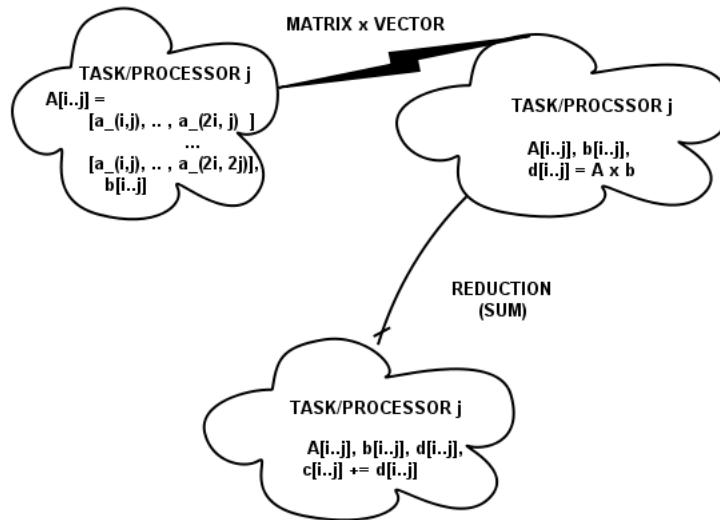 MATRIX x VECTOR
TASK/PROCESSOR j
A[i..j] =
[a_(i,j), .. , a_(2i, j) ]
...
[a_(i,j), .. , a_(2i, 2j)],
b[i..j]
TASK/PROCSSOR j
A[i..j], b[i..j],
d[i..j] = A x b
REDUCTION
(SUM)
TASK/PROCESSOR j
A[i..j], b[i..j], d[i..j],
c[i..j] += d[i..j]